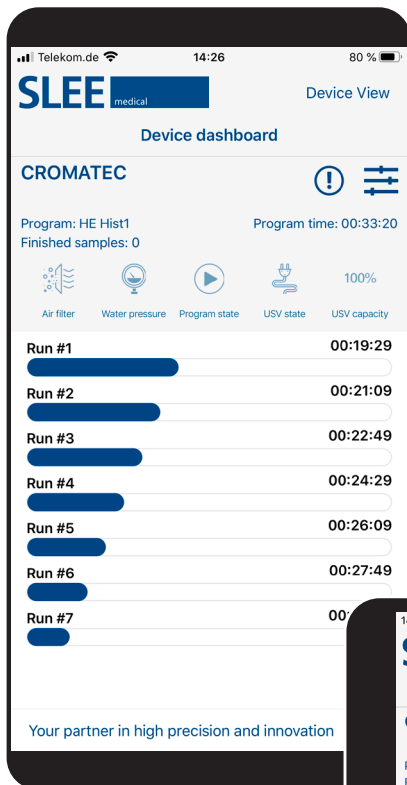 Telekom.de 14:26 80 %
SLEE medical Device View
Device dashboard
CROMATEC
Program: HE Hist1 Program time: 00:33:20
Finished samples: 0
100%
Air filter Water pressure Program state USV state USV capacity
Run #1 00:19:29
Run #2 00:21:09
Run #3 00:22:49
Run #4 00:24:29
Run #5 00:26:09
Run #6 00:27:49
Run #7 00:
Your partner in high precision and innovation